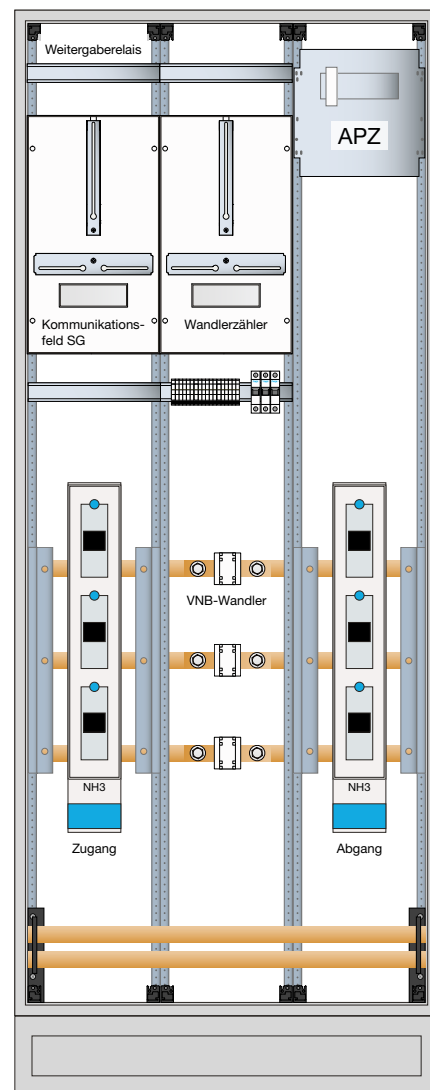 Weitergaberelais
APZ
Kommunikations-
feld SG
Wandlerzähler
VNB-Wandler
NH3
NH3
Zugang
Abgang